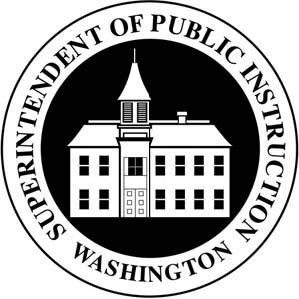 SUPERINTENDENT OF PUBLIC INSTRUCTION
WASHINGTON